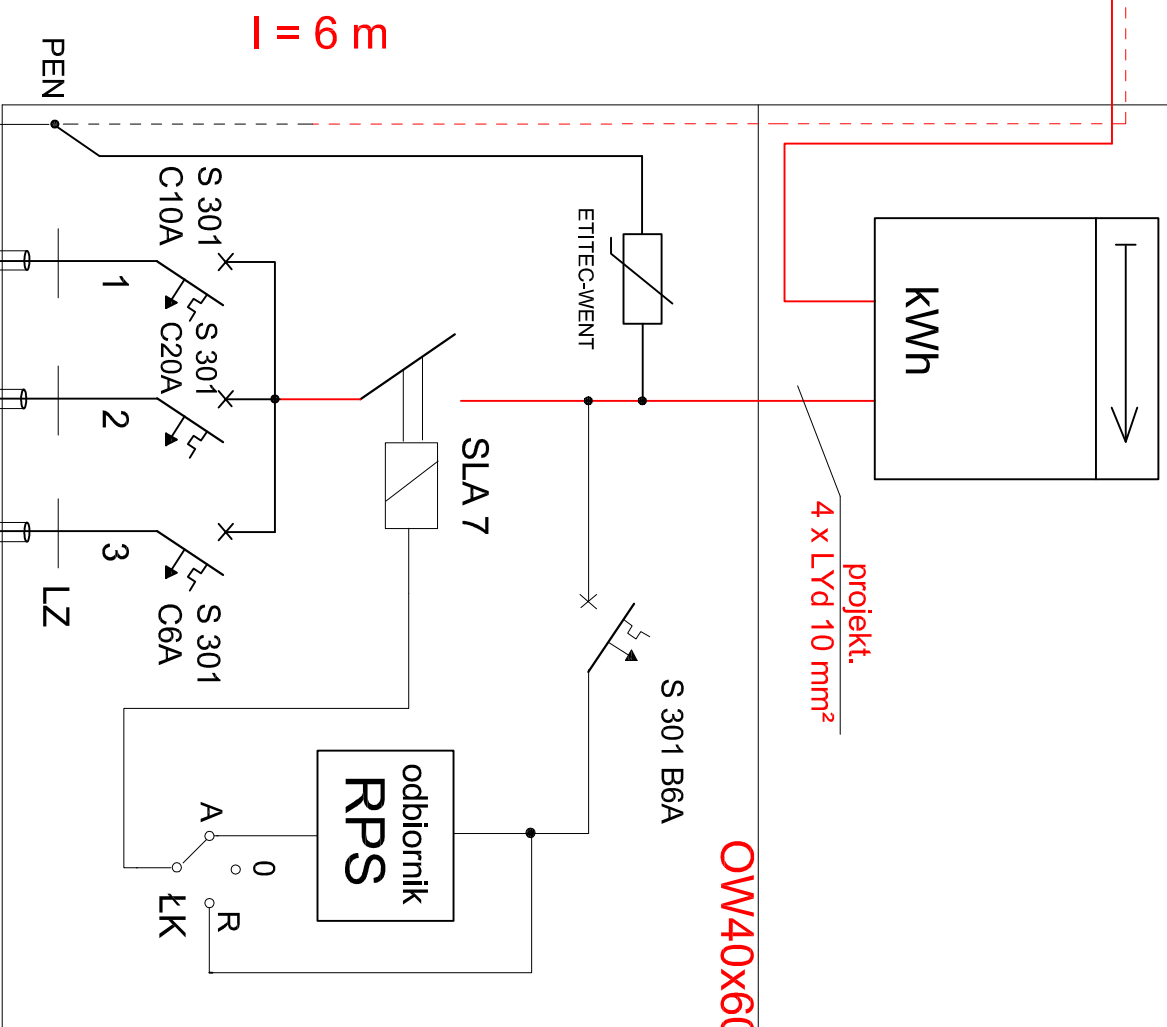 l = 6 m
PEN
S 301
C10A
ETITEC-WENT
kWh
1
S 301
C20A
2
SLA 7
3
LZ
S 301
C6A
projekt.
4 x LYd 10 mm²
S 301 B6A
odbiornik
RPS
A
0
R
ŁK
OW40x60